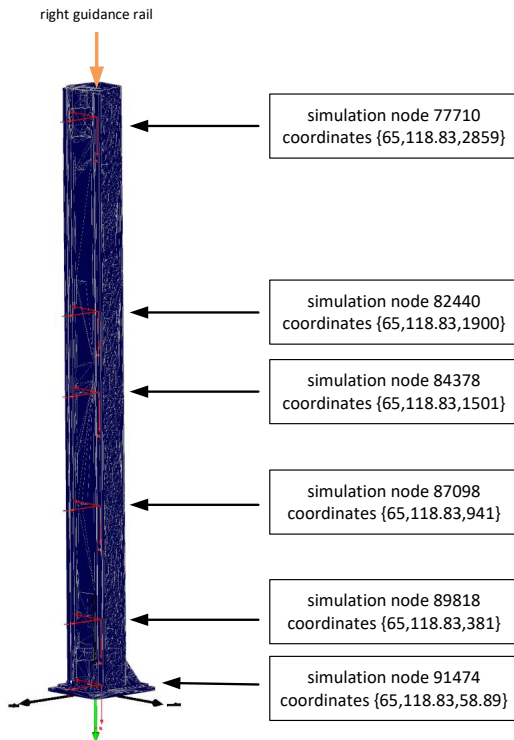 right guidance rail
simulation node 77710
coordinates {65,118.83,2859}
simulation node 82440
coordinates {65,118.83,1900}
simulation node 84378
coordinates {65,118.83,1501}
simulation node 87098
coordinates {65,118.83,941}
simulation node 89818
coordinates {65,118.83,381}
simulation node 91474
coordinates {65,118.83,58.89}